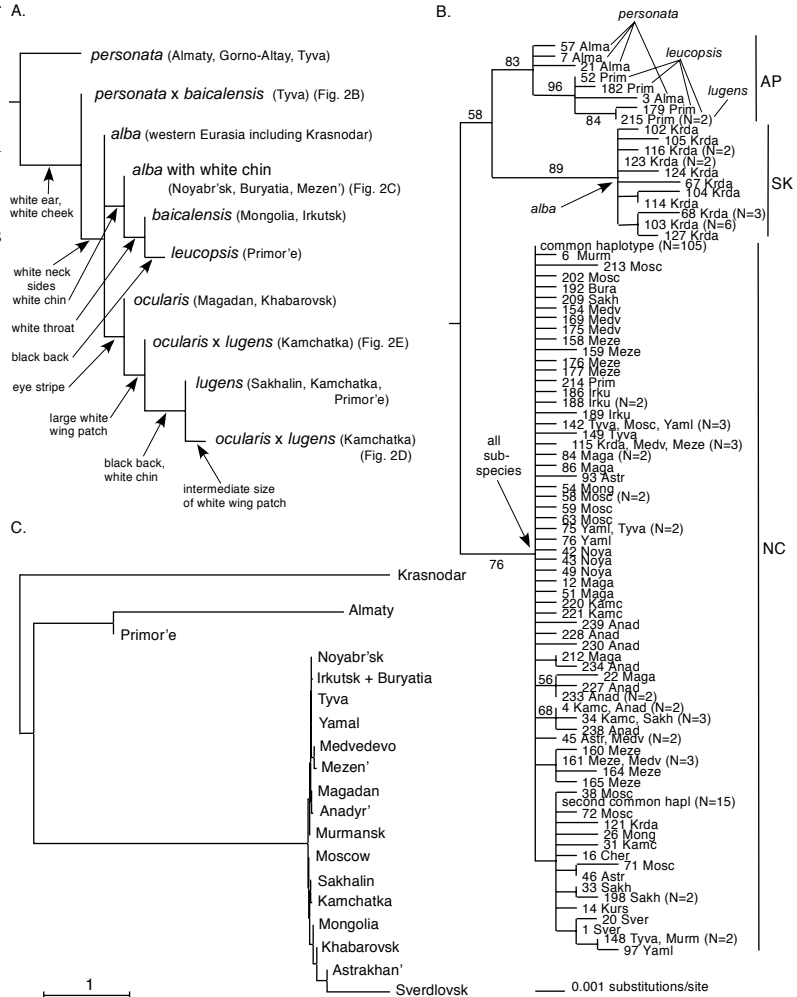 A.
personata (Almaty, Gorno-Altay, Tyva)
personata x baicalensis (Tyva) (Fig. 2B)
alba (western Eurasia including Krasnodar)
alba with white chin
(Noyabr'sk, Buryatia, Mezen') (Fig. 2C)
white ear,
white cheek
baicalensis (Mongolia, Irkutsk)
leucopsis (Primor'e)
white neck
sides
white chin
ocularis (Magadan, Khabarovsk)
white throat
ocularis x lugens (Kamchatka) (Fig. 2E)
black back
eye stripe
lugens (Sakhalin, Kamchatka,
Primor'e)
large white
wing patch
ocularis x lugens (Kamchatka)
(Fig. 2D)
black back,
white chin
intermediate size
of white wing patch
B.
personata
leucopsis
lugens
83
96
84
58
89
57 Alma
7 Alma
21 Alma
52 Prim
182 Prim
3 Alma
179 Prim
215 Prim (N=2)
AP
102 Krda
105 Krda
116 Krda (N=2)
123 Krda (N=2)
124 Krda
67 Krda
104 Krda
114 Krda
68 Krda (N=3)
103 Krda (N=6)
127 Krda
SK
alba
common haplotype (N=105)
6 Murm
213 Mosc
202 Mosc
192 Bura
209 Sakh
154 Medv
169 Medv
175 Medv
158 Meze
159 Meze
176 Meze
177 Meze
214 Prim
186 Irku
188 Irku (N=2)
189 Irku
142 Tyva, Mosc, Yaml (N=3)
149 Tyva
115 Krda, Medv, Meze (N=3)
84 Maga (N=2)
86 Maga
93 Astr
54 Mong
58 Mosc (N=2)
59 Mosc
63 Mosc
75 Yaml, Tyva (N=2)
76 Yaml
42 Noya
43 Noya
49 Noya
12 Maga
51 Maga
220 Kamc
221 Kamc
239 Anad
228 Anad
230 Anad
212 Maga
234 Anad
22 Maga
227 Anad
233 Anad (N=2)
4 Kamc, Anad (N=2)
34 Kamc, Sakh (N=3)
238 Anad
45 Astr, Medv (N=2)
160 Meze
161 Meze, Medv (N=3)
164 Meze
165 Meze
38 Mosc
second common hapl (N=15)
72 Mosc
121 Krda
26 Mong
31 Kamc
16 Cher
71 Mosc
46 Astr
33 Sakh
198 Sakh (N=2)
14 Kurs
20 Sver
1 Sver
148 Tyva, Murm (N=2)
97 Yaml
all
sub-
species
76
56
68
NC
0.001 substitutions/site
C.
Krasnodar
Almaty
Primor'e
Noyabr'sk
Irkutsk + Buryatia
Tyva
Yamal
Medvedevo
Mezen'
Magadan
Anadyr'
Murmansk
Moscow
Sakhalin
Kamchatka
Mongolia
Khabarovsk
Astrakhan'
Sverdlovsk
1